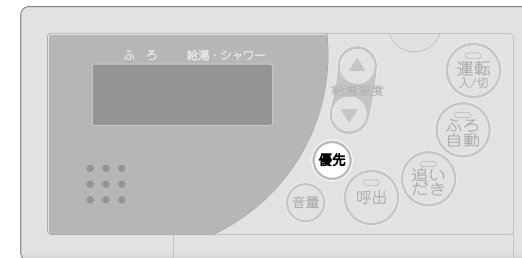 ふろ 給湯・シャワー
給湯温度
運転
入/切
ふろ
自動
優先
追い
だき
音量
呼出